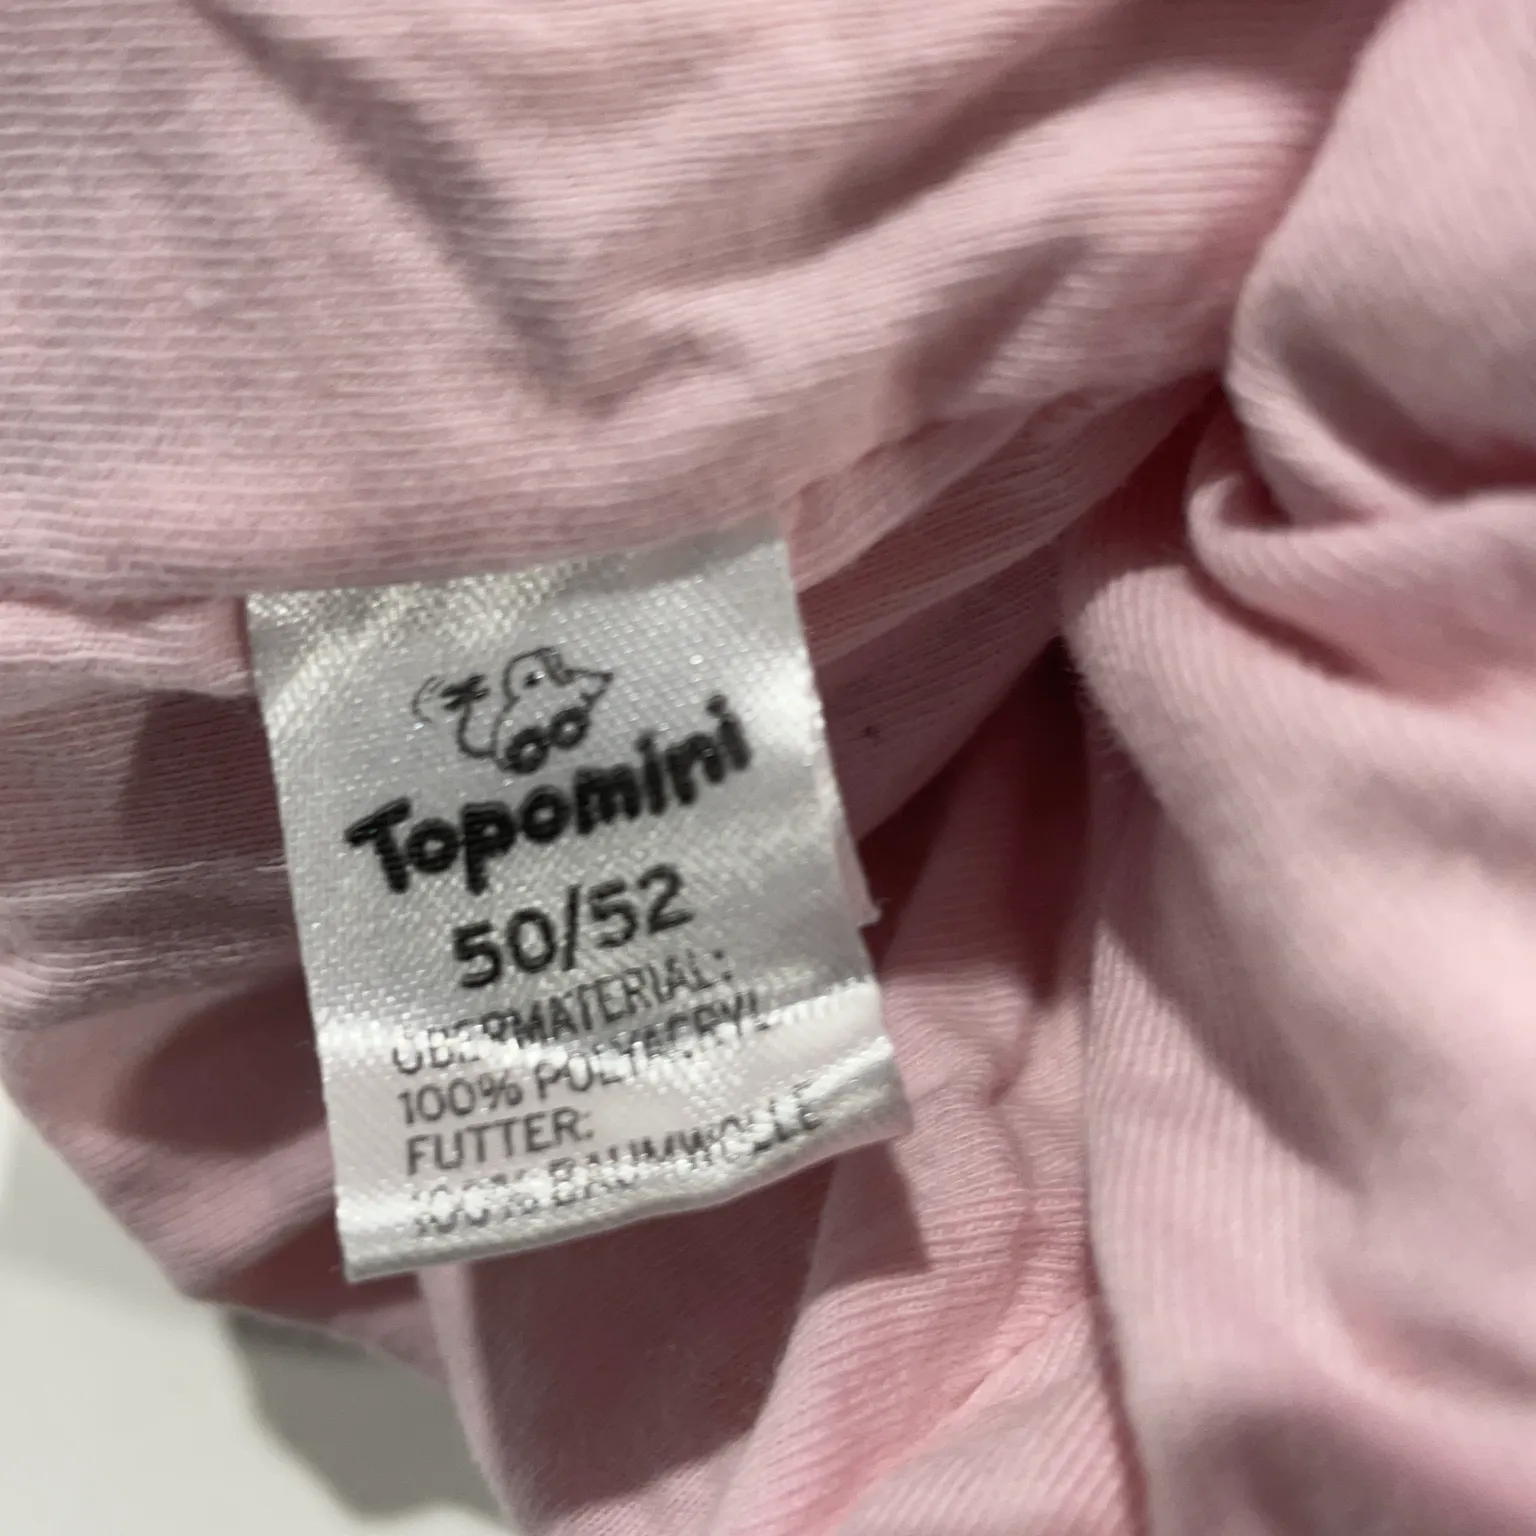 Topomini
50/52
OBERMATERIAL:
100% POLYACRYL
FUTTER:
100% BAUMWOLLE